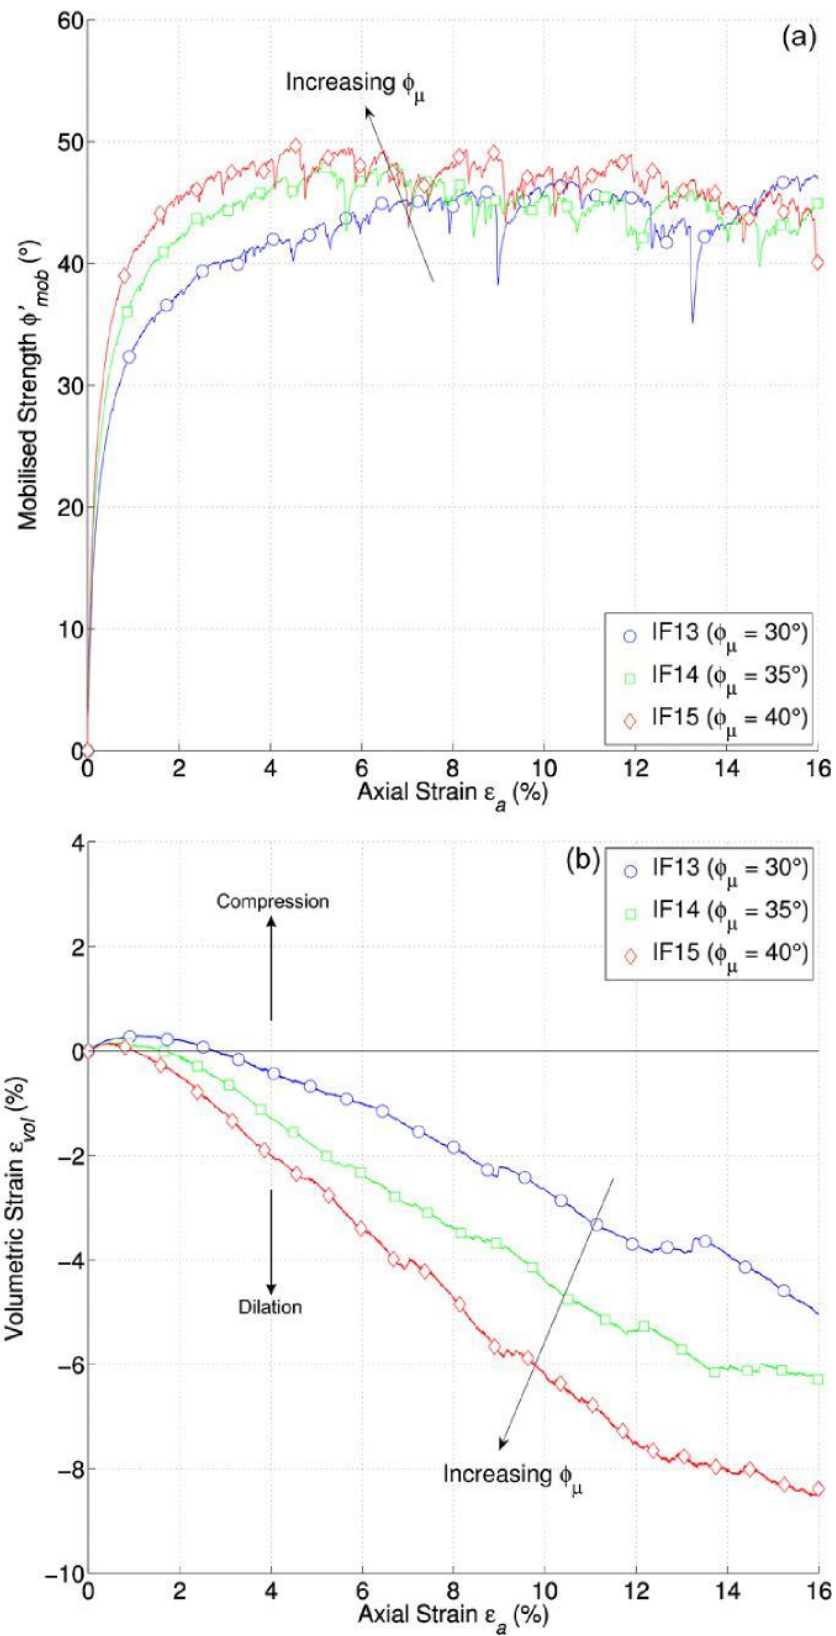 60
(a)
Increasing ϕμ
50
40
30
20
10
0
Mobilised Strength ϕ'mob (°)
IF13 (ϕμ = 30°)
IF14 (ϕμ = 35°)
IF15 (ϕμ = 40°)
0 2 4 6 8 10 12 14 16
Axial Strain εa (%)
4
(b)
IF13 (ϕμ = 30°)
IF14 (ϕμ = 35°)
IF15 (ϕμ = 40°)
Compression
2
0
−2
−4
−6
−8
−10
Volumetric Strain εvol (%)
Dilation
Increasing ϕμ
0 2 4 6 8 10 12 14 16
Axial Strain εa (%)